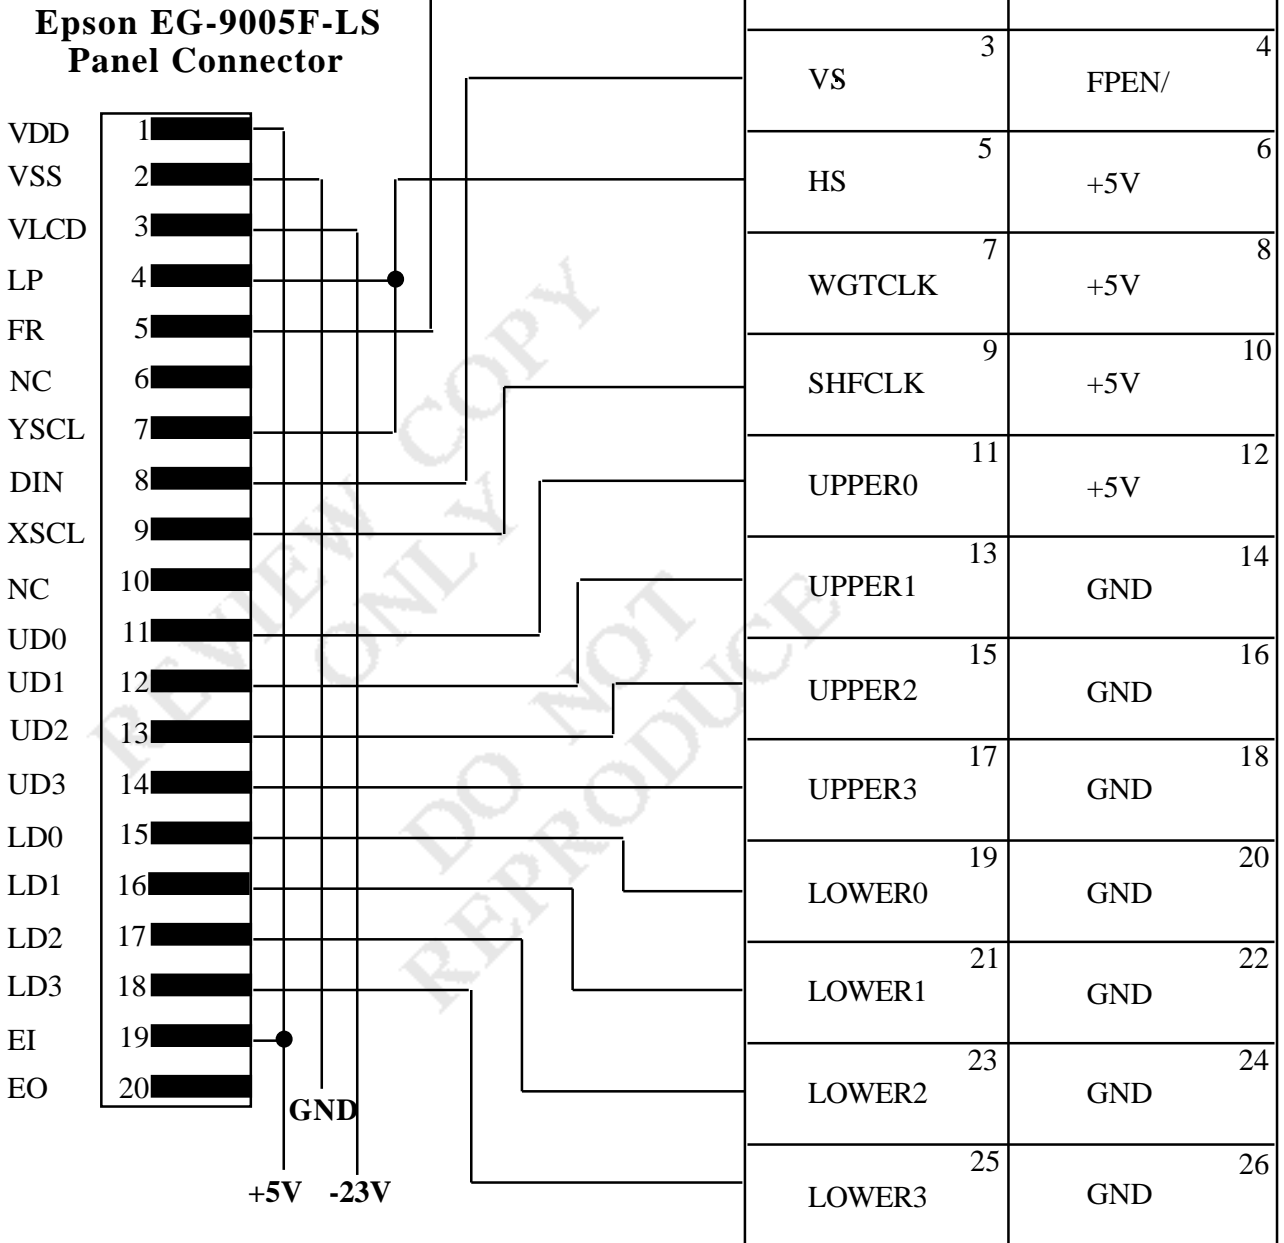 Epson EG-9005F-LS
Panel Connector
VDD 1
VSS 2
VLCD 3
LP 4
FR 5
NC 6
YSCL 7
DIN 8
XSCL 9
NC 10
UD0 11
UD1 12
UD2 13
UD3 14
LD0 15
LD1 16
LD2 17
LD3 18
EI 19
EO 20
GND
+5V -23V
3 4
VS FPEN/
5 6
HS +5V
7 8
WGTCLK +5V
9 10
SHFCLK +5V
11 12
UPPER0 +5V
13 14
UPPER1 GND
15 16
UPPER2 GND
17 18
UPPER3 GND
19 20
LOWER0 GND
21 22
LOWER1 GND
23 24
LOWER2 GND
25 26
LOWER3 GND
REVIEW COPY
ONLY
DO NOT
REPRODUCE